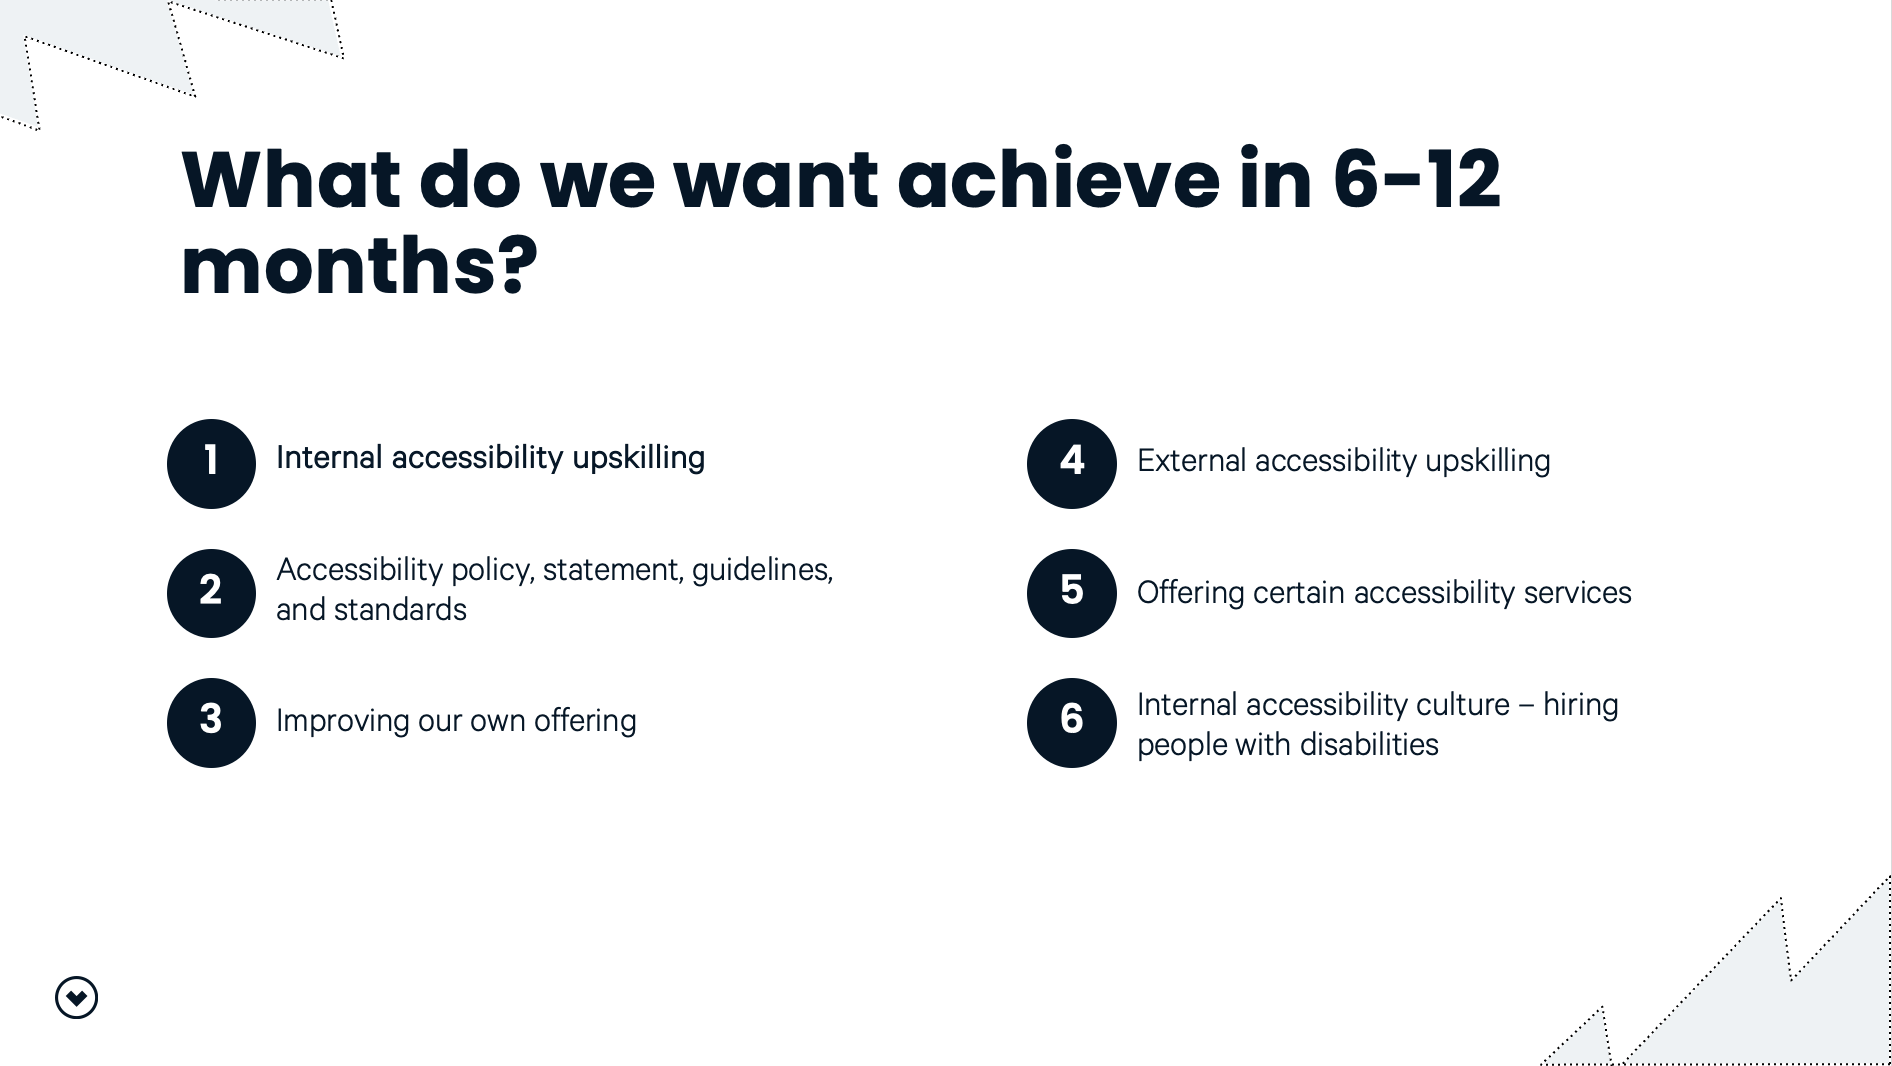 What do we want achieve in 6-12
months?
1 Internal accessibility upskilling
2 Accessibility policy, statement, guidelines,
and standards
3 Improving our own offering
4 External accessibility upskilling
5 Offering certain accessibility services
6 Internal accessibility culture – hiring
people with disabilities